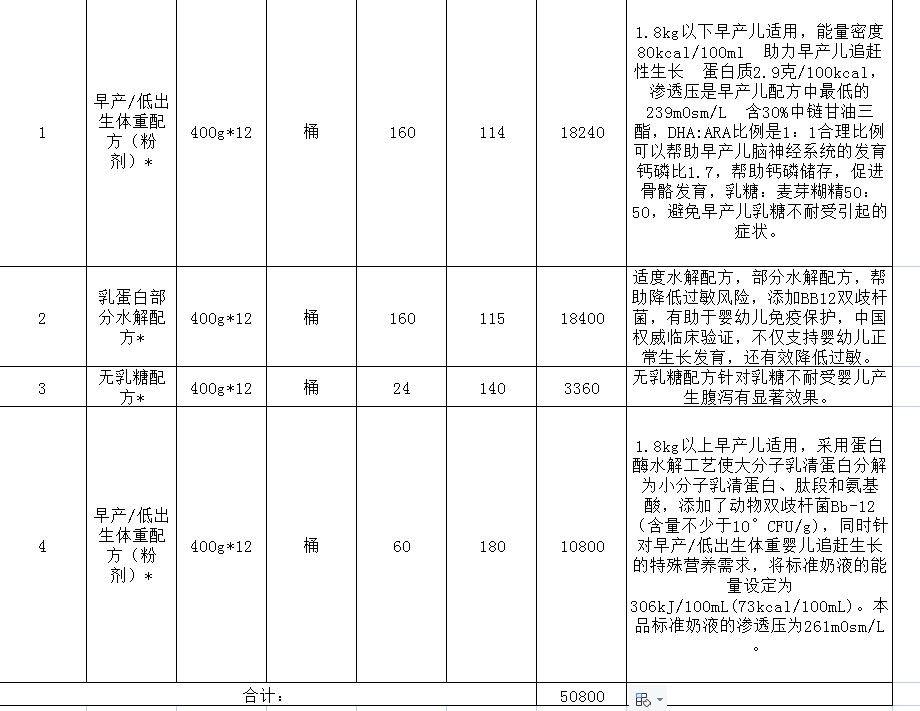 1
早产/低出
生体重配
方（粉
剂）*
400g*12
桶
160
114
18240
1.8kg以下早产儿适用，能量密度
80kcal/100ml 助力早产儿追赶
性生长 蛋白质2.9克/100kcal，
渗透压是早产儿配方中最低的
239mOsm/L 含30%中链甘油三
酯，DHA:ARA比例是1：1合理比例
可以帮助早产儿脑神经系统的发育
钙磷比1.7，帮助钙磷储存，促进
骨骼发育，乳糖：麦芽糊精50：
50，避免早产儿乳糖不耐受引起的
症状。
2
乳蛋白部
分水解配
方*
400g*12
桶
160
115
18400
适度水解配方，部分水解配方，帮
助降低过敏风险，添加BB12双歧杆
菌，有助于婴幼儿免疫保护，中国
权威临床验证，不仅支持婴幼儿正
常生长发育，还有效降低过敏。
3
无乳糖配
方*
400g*12
桶
24
140
3360
无乳糖配方针对乳糖不耐受婴儿产
生腹泻有显著效果。
4
早产/低出
生体重配
方（粉
剂）*
400g*12
桶
60
180
10800
1.8kg以上早产儿适用，采用蛋白
酶水解工艺使大分子乳清蛋白分解
为小分子乳清蛋白、肽段和氨基
酸，添加了动物双歧杆菌Bb-12
（含量不少于10°CFU/g），同时针
对早产/低出生体重婴儿追赶生长
的特殊营养需求，将标准奶液的能
量设定为
306kJ/100mL(73kcal/100mL)。本
品标准奶液的渗透压为261mOsm/L
。
合计：
50800